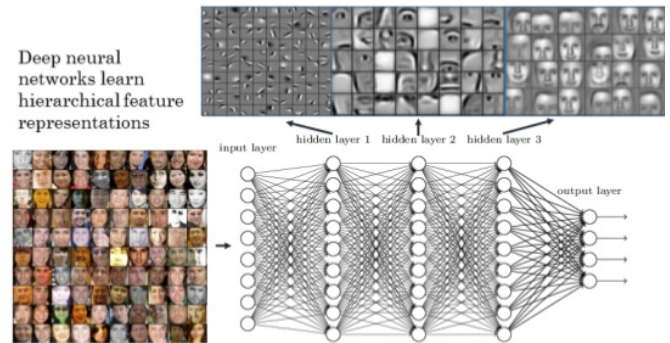 Deep neural
networks learn
hierarchical feature
representations
hidden layer 1 hidden layer 2 hidden layer 3
input layer
output layer